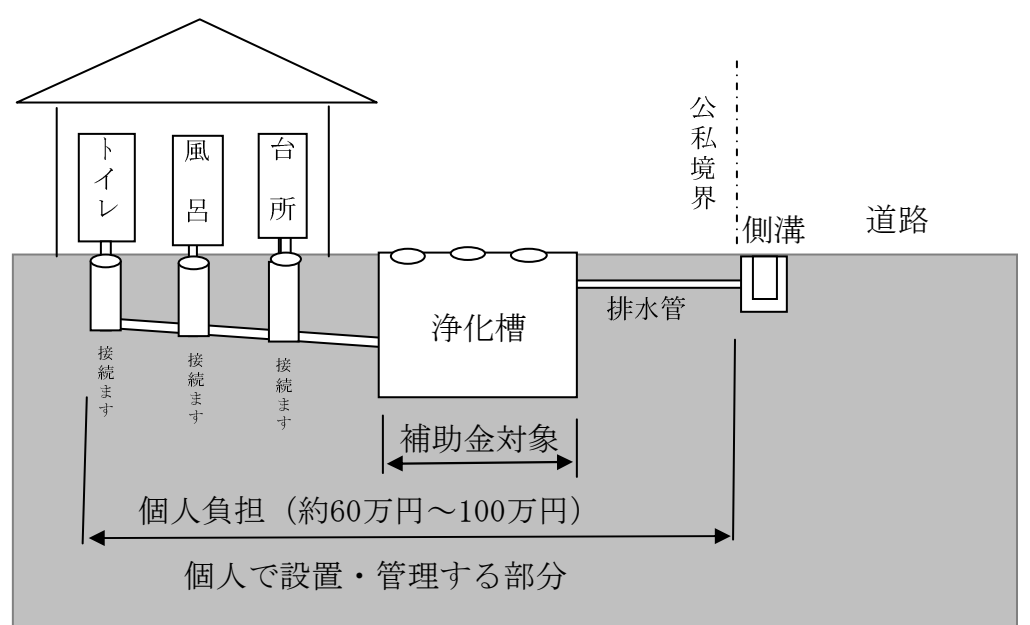 トイレ
風呂
台所
公私境界
側溝
道路
浄化槽
排水管
接続ます
接続ます
接続ます
補助金対象
個人負担（約60万円～100万円）
個人で設置・管理する部分